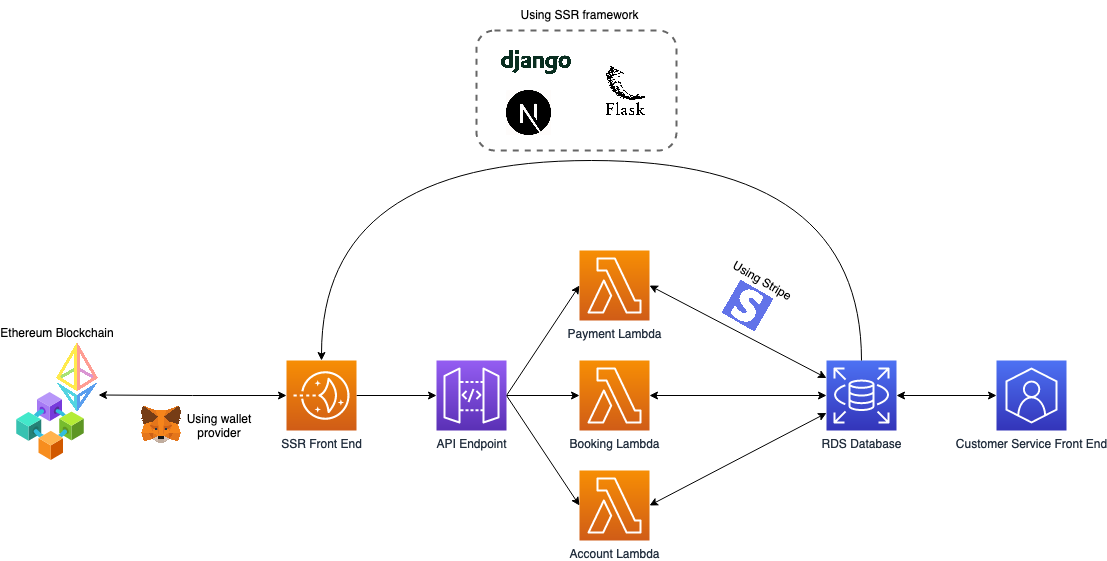 Using SSR framework
django
Flask
N
Using Stripe
S
Ethereum Blockchain
Payment Lambda
Using wallet
provider
SSR Front End
API Endpoint
</>
Booking Lambda
RDS Database
Customer Service Front End
Account Lambda